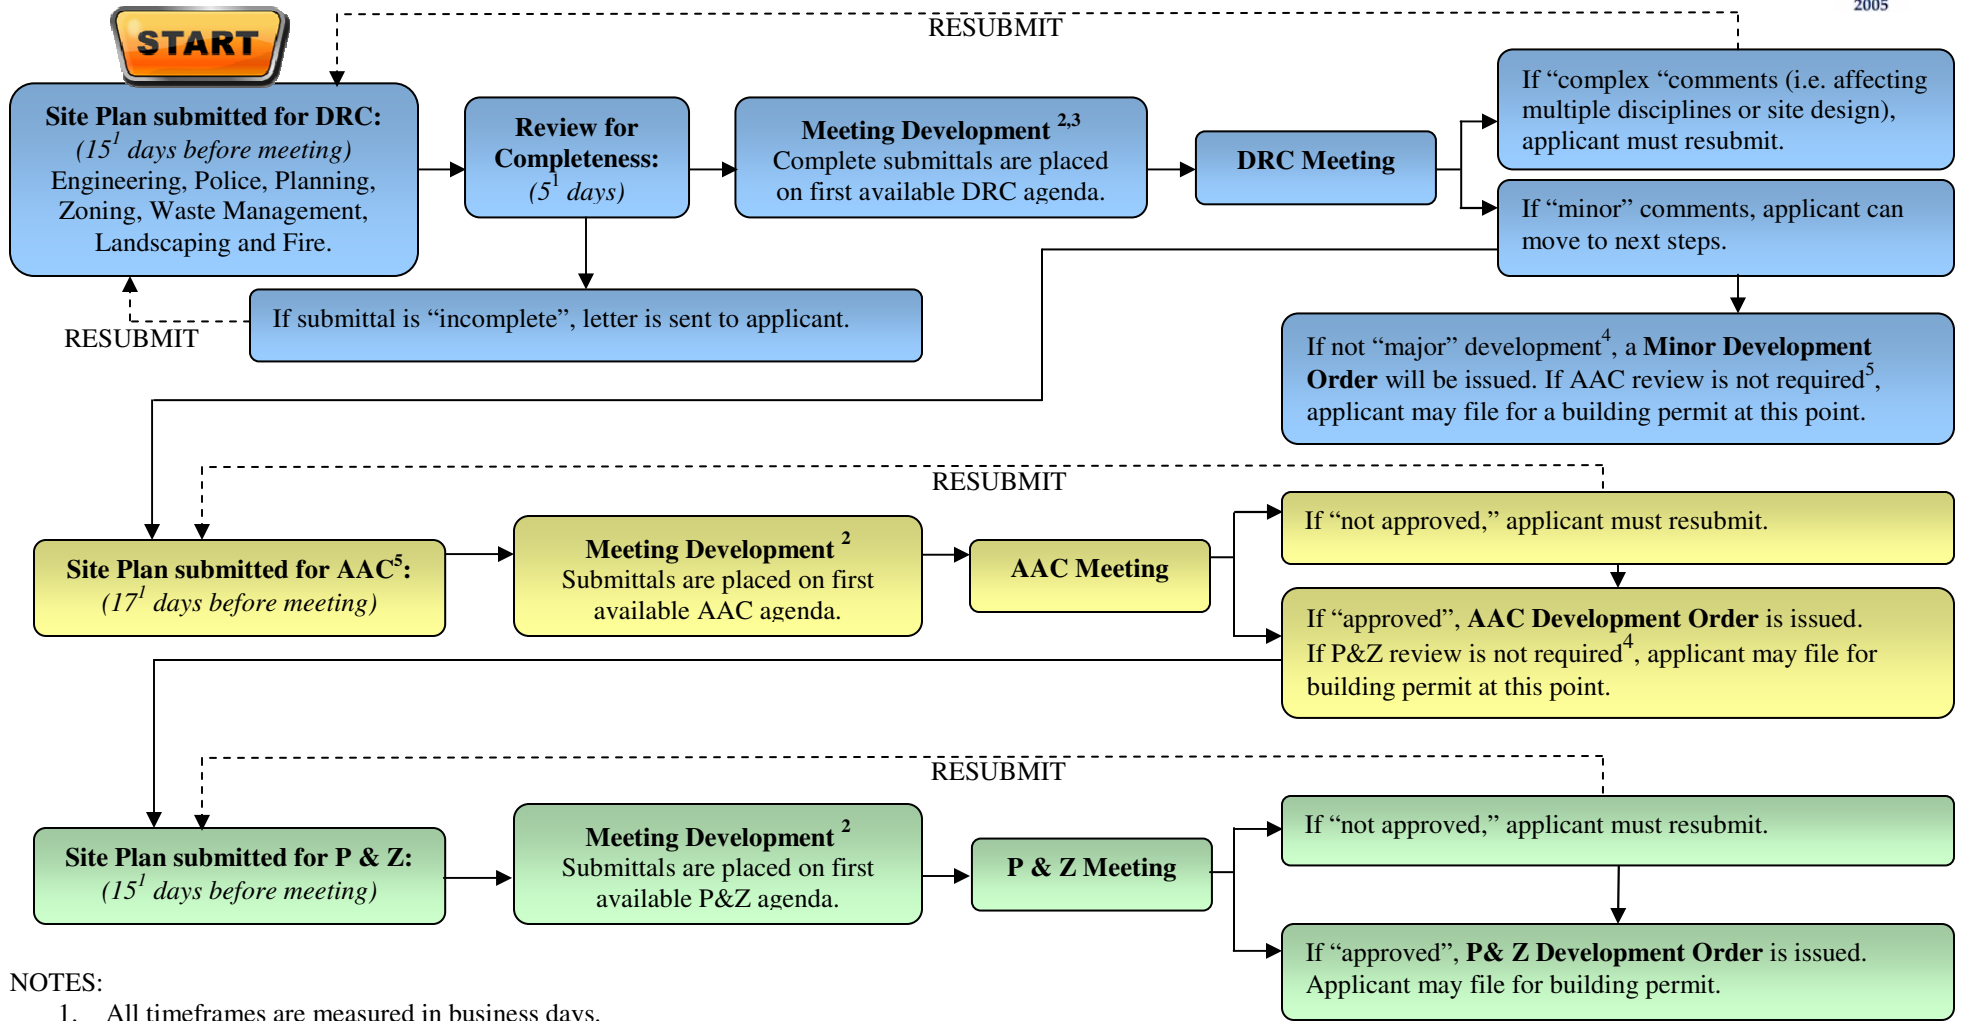 2005
START
RESUBMIT
Site Plan submitted for DRC:
(15¹ days before meeting)
Engineering, Police, Planning,
Zoning, Waste Management,
Landscaping and Fire.
Review for
Completeness:
(5¹ days)
Meeting Development ²,³
Complete submittals are placed
on first available DRC agenda.
DRC Meeting
If “complex “comments (i.e. affecting
multiple disciplines or site design),
applicant must resubmit.
If “minor” comments, applicant can
move to next steps.
If submittal is “incomplete”, letter is sent to applicant.
RESUBMIT
If not “major” development⁴, a Minor Development
Order will be issued. If AAC review is not required⁵,
applicant may file for a building permit at this point.
RESUBMIT
Site Plan submitted for AAC⁵:
(17¹ days before meeting)
Meeting Development ²
Submittals are placed on first
available AAC agenda.
AAC Meeting
If “not approved,” applicant must resubmit.
If “approved”, AAC Development Order is issued.
If P&Z review is not required⁴, applicant may file for
building permit at this point.
RESUBMIT
Site Plan submitted for P & Z:
(15¹ days before meeting)
Meeting Development ²
Submittals are placed on first
available P&Z agenda.
P & Z Meeting
If “not approved,” applicant must resubmit.
If “approved”, P& Z Development Order is issued.
Applicant may file for building permit.
NOTES:
1. All timeframes are measured in business days.